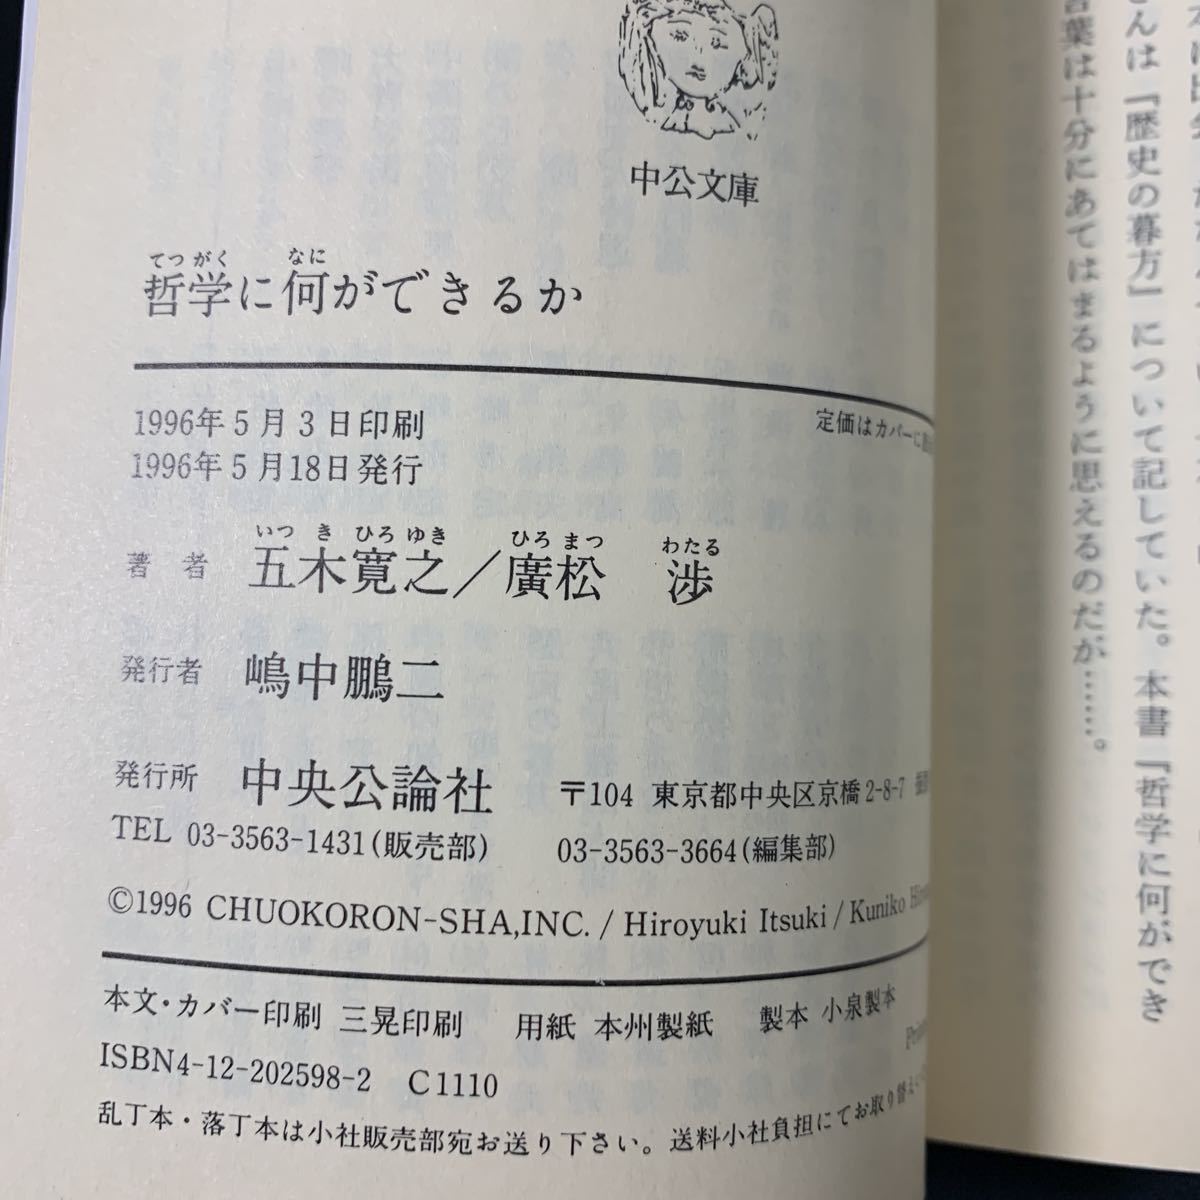 中公文庫
てつがく なに
哲学に何ができるか
1996年5月3日印刷
1996年5月18日発行
定価はカバーに
いつ き ひろ ゆき ひろ まつ わたる
著者 五木寛之／廣松 渉
発行者 嶋中鵬二
発行所 中央公論社 〒104 東京都中央区京橋2-8-7
TEL 03-3563-1431(販売部) 03-3563-3664(編集部)
©1996 CHUOKORON-SHA,INC. / Hiroyuki Itsuki / Kuniko
本文・カバー印刷 三晃印刷 用紙 本州製紙 製本 小泉製本
ISBN4-12-202598-2 C1110
乱丁本・落丁本は小社販売部宛お送り下さい。送料小社負担にてお取り替え
さんは『歴史の暮方』について記していた。本書『哲学に何ができ
言葉は十分にあてはまるように思えるのだが……。